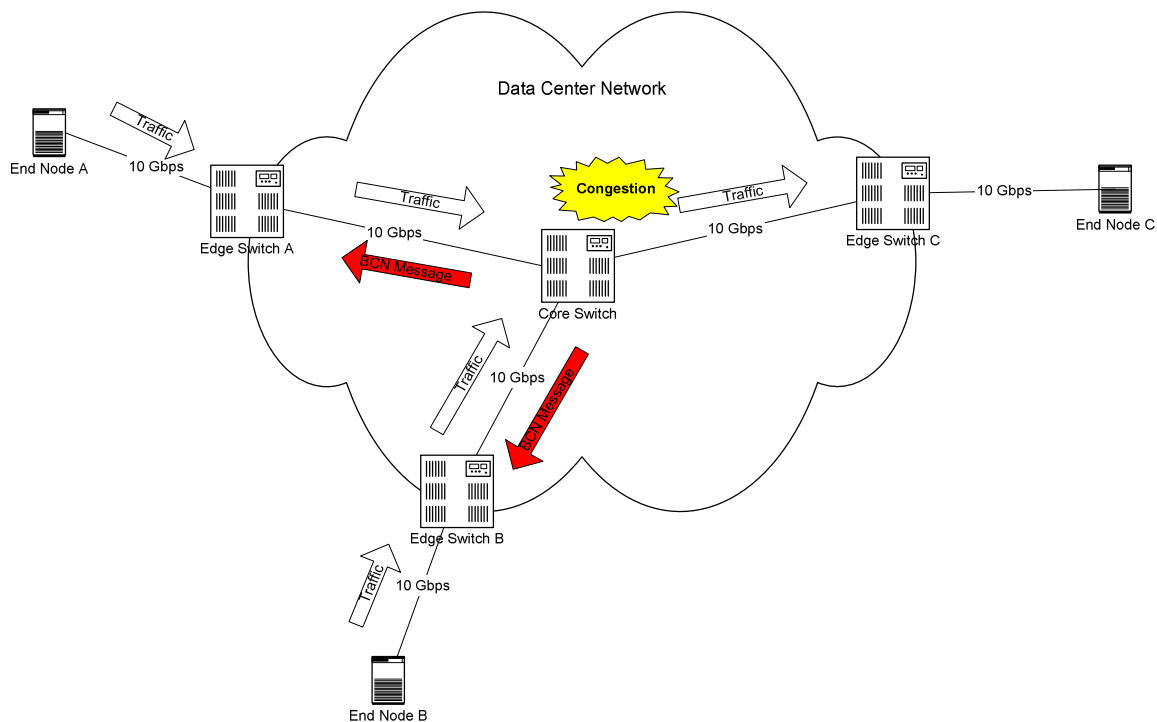 Data Center Network
Traffic
End Node A
10 Gbps
Edge Switch A
Traffic
10 Gbps
BCN Message
Congestion
Traffic
10 Gbps
Edge Switch C
10 Gbps
End Node C
Core Switch
Traffic
10 Gbps
BCN Message
Edge Switch B
Traffic
10 Gbps
End Node B